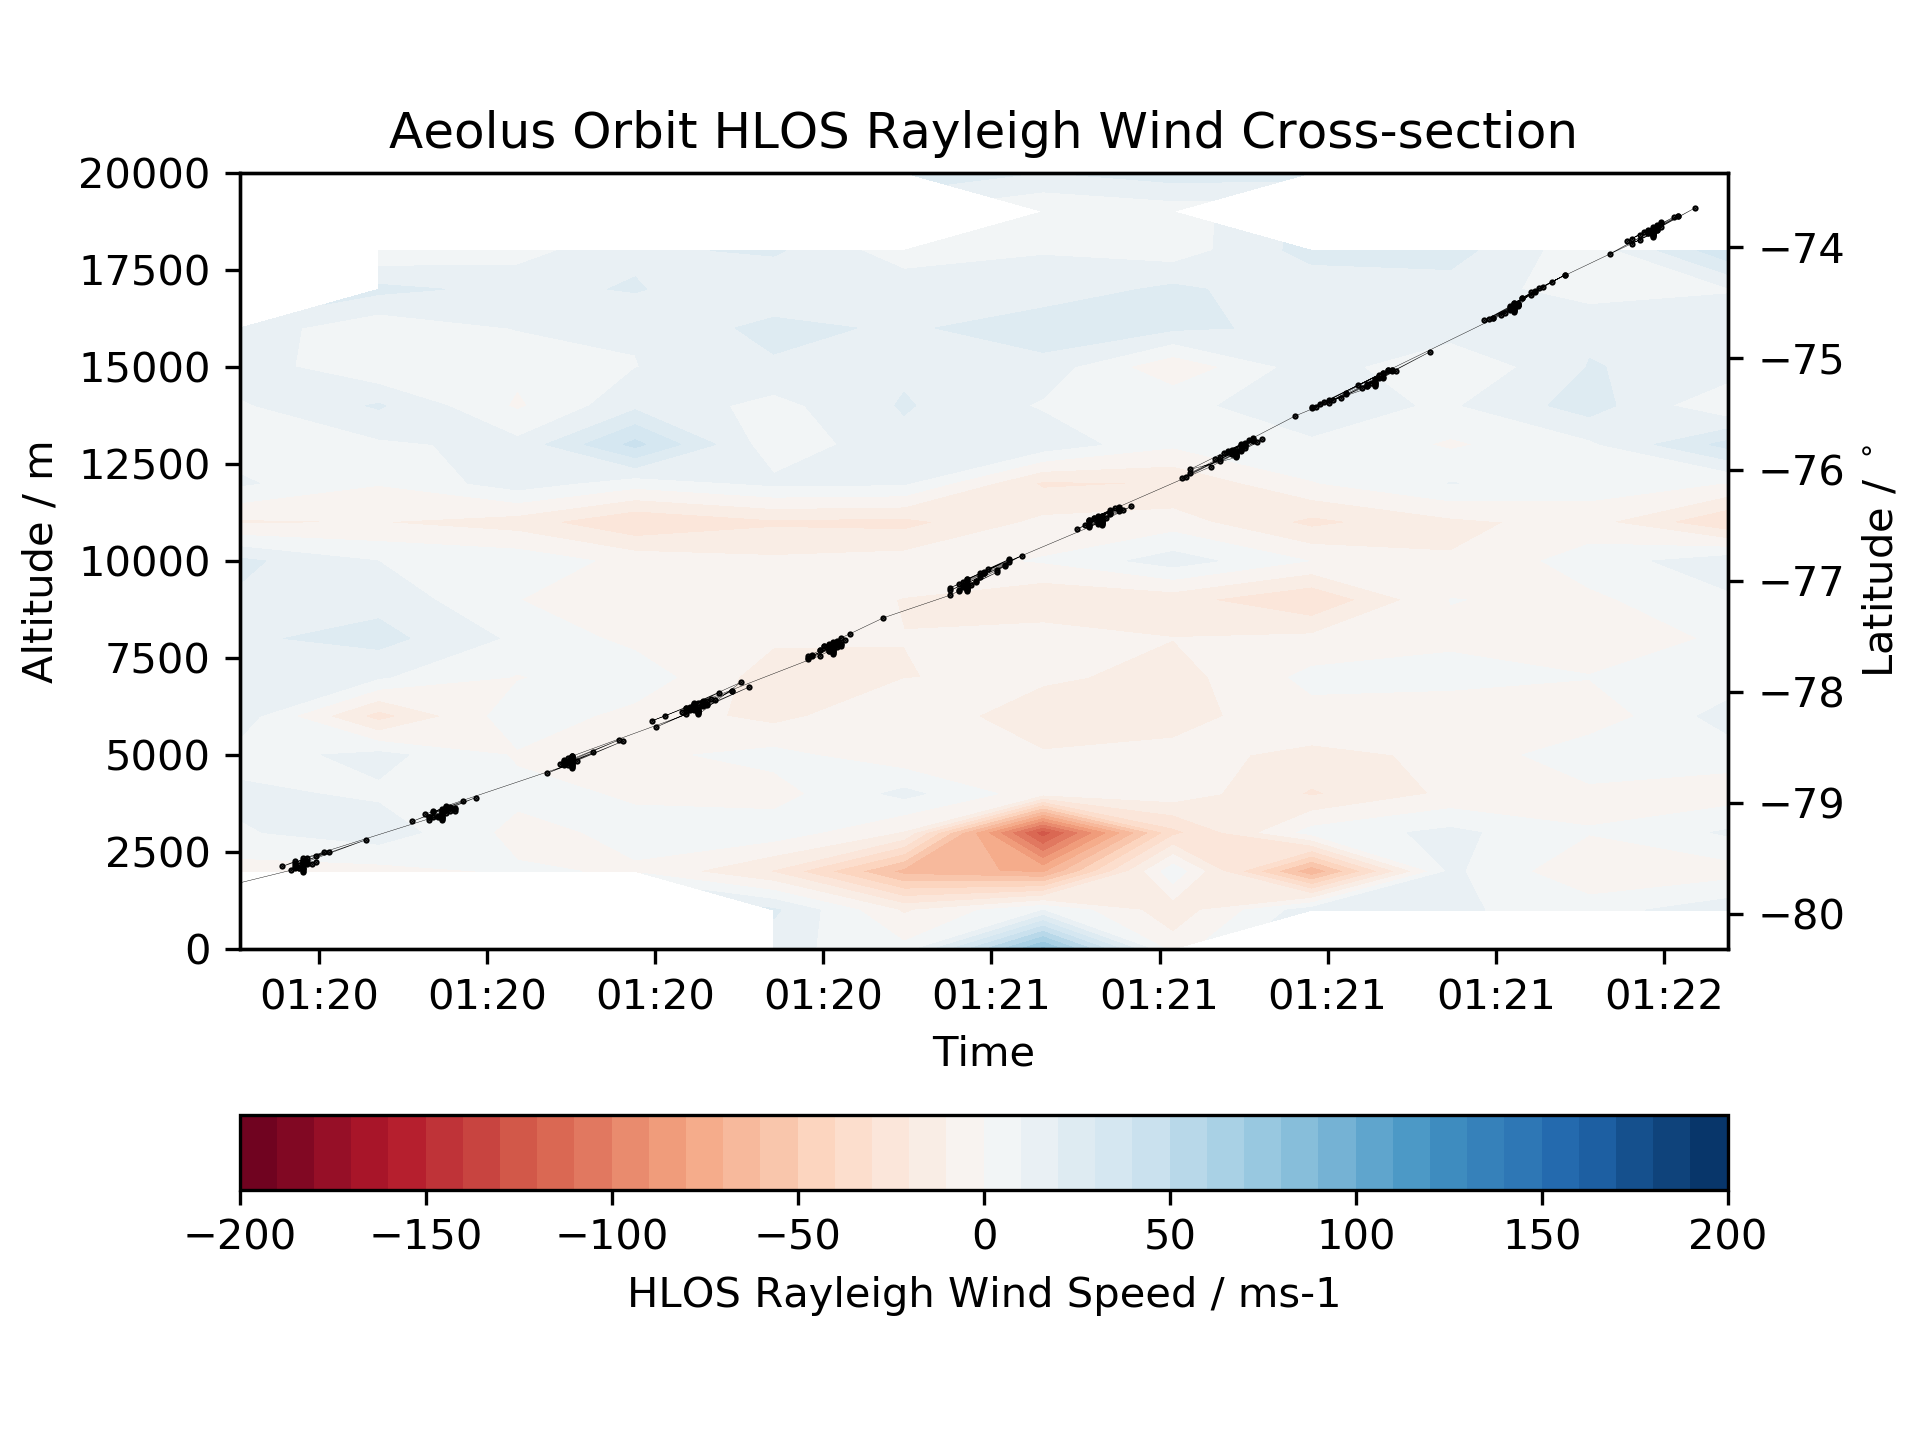 Aeolus Orbit HLOS Rayleigh Wind Cross-section
20000
17500
15000
12500
10000
7500
5000
2500
0
Altitude / m
−74
−75
−76
−77
−78
−79
−80
Latitude / °
01:20 01:20 01:20 01:20 01:21 01:21 01:21 01:21 01:22
Time
−200 −150 −100 −50 0 50 100 150 200
HLOS Rayleigh Wind Speed / ms-1